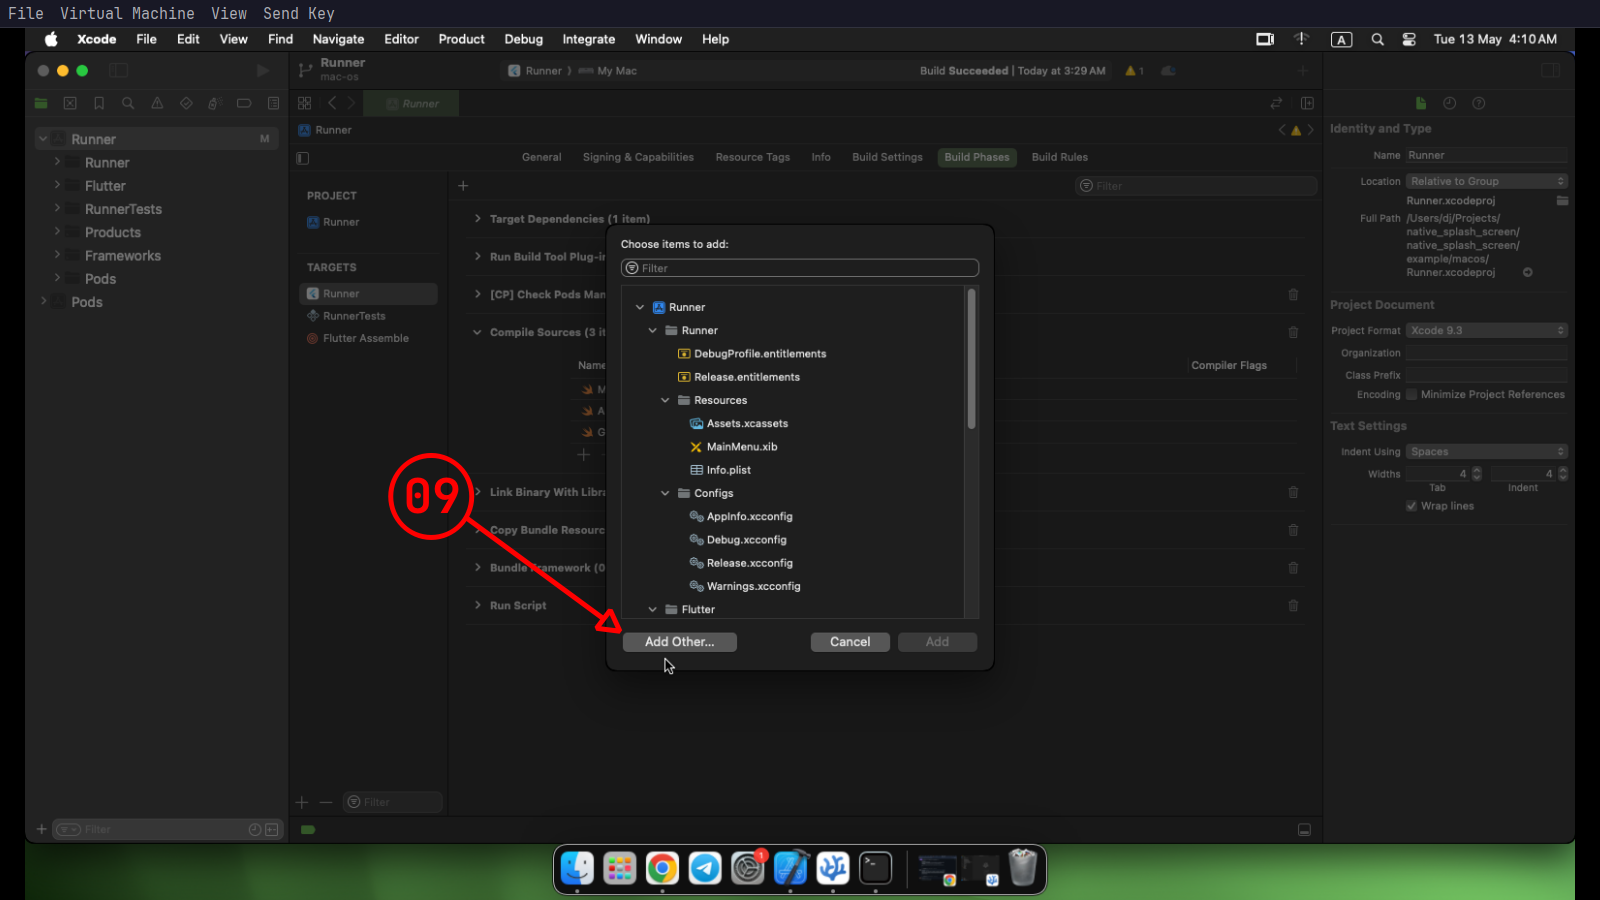 File Virtual Machine View Send Key
Xcode File Edit View Find Navigate Editor Product Debug Integrate Window Help
A
Tue 13 May 4:10 AM
Runner
mac-os
Runner
My Mac
Build Succeeded | Today at 3:29 AM
1
Runner
Runner
M
Runner
Flutter
RunnerTests
Products
Frameworks
Pods
Pods
Filter
Runner
General Signing & Capabilities Resource Tags Info Build Settings Build Phases Build Rules
PROJECT
Runner
TARGETS
Runner
RunnerTests
Flutter Assemble
Filter
Filter
Target Dependencies (1 item)
Run Build Tool Plug-in
[CP] Check Pods Man
Compile Sources (3 it
Name
Compiler Flags
M
A
G
Link Binary With Libra
Copy Bundle Resourc
Bundle Framework (0
Run Script
09
Choose items to add:
Filter
Runner
Runner
DebugProfile.entitlements
Release.entitlements
Resources
Assets.xcassets
MainMenu.xib
Info.plist
Configs
AppInfo.xcconfig
Debug.xcconfig
Release.xcconfig
Warnings.xcconfig
Flutter
Add Other...
Cancel
Add
Identity and Type
Name Runner
Location Relative to Group
Runner.xcodeproj
Full Path /Users/dj/Projects/
native_splash_screen/
native_splash_screen/
example/macos/
Runner.xcodeproj
Project Document
Project Format Xcode 9.3
Organization
Class Prefix
Encoding Minimize Project References
Text Settings
Indent Using Spaces
Widths 4 4
Tab Indent
Wrap lines
1